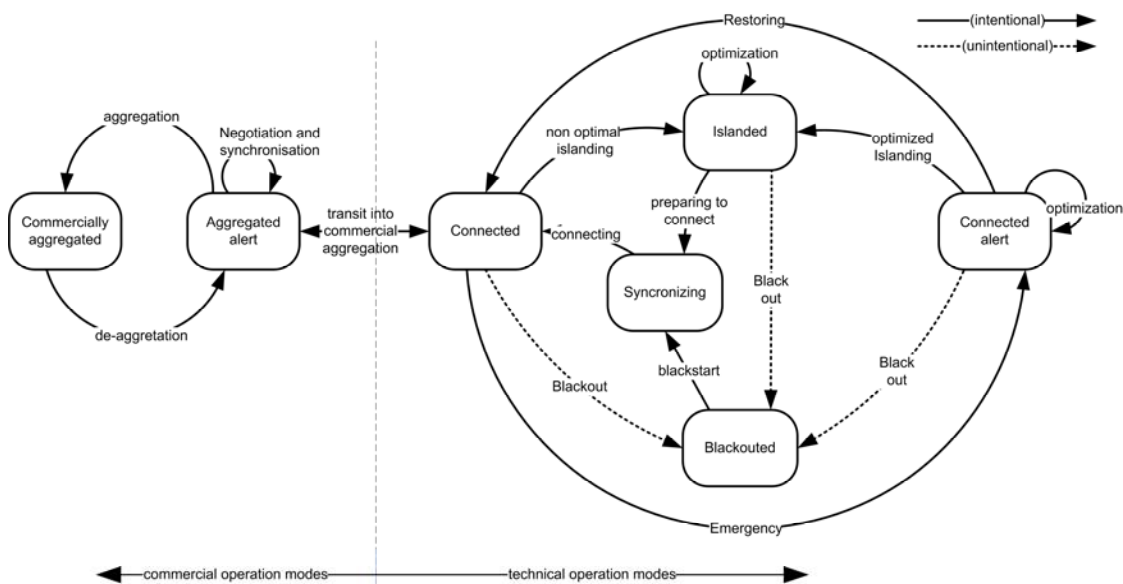 Restoring
(intentional)
(unintentional)
optimization
aggregation
Negotiation and
synchronisation
non optimal
islanding
Islanded
optimized
Islanding
Commercially
aggregated
Aggregated
alert
transit into
commercial
aggregation
Connected
preparing to
connect
connecting
Connected
alert
optimization
Syncronizing
Black
out
de-aggretation
Blackout
blackstart
Black
out
Blackouted
Emergency
commercial operation modes
technical operation modes